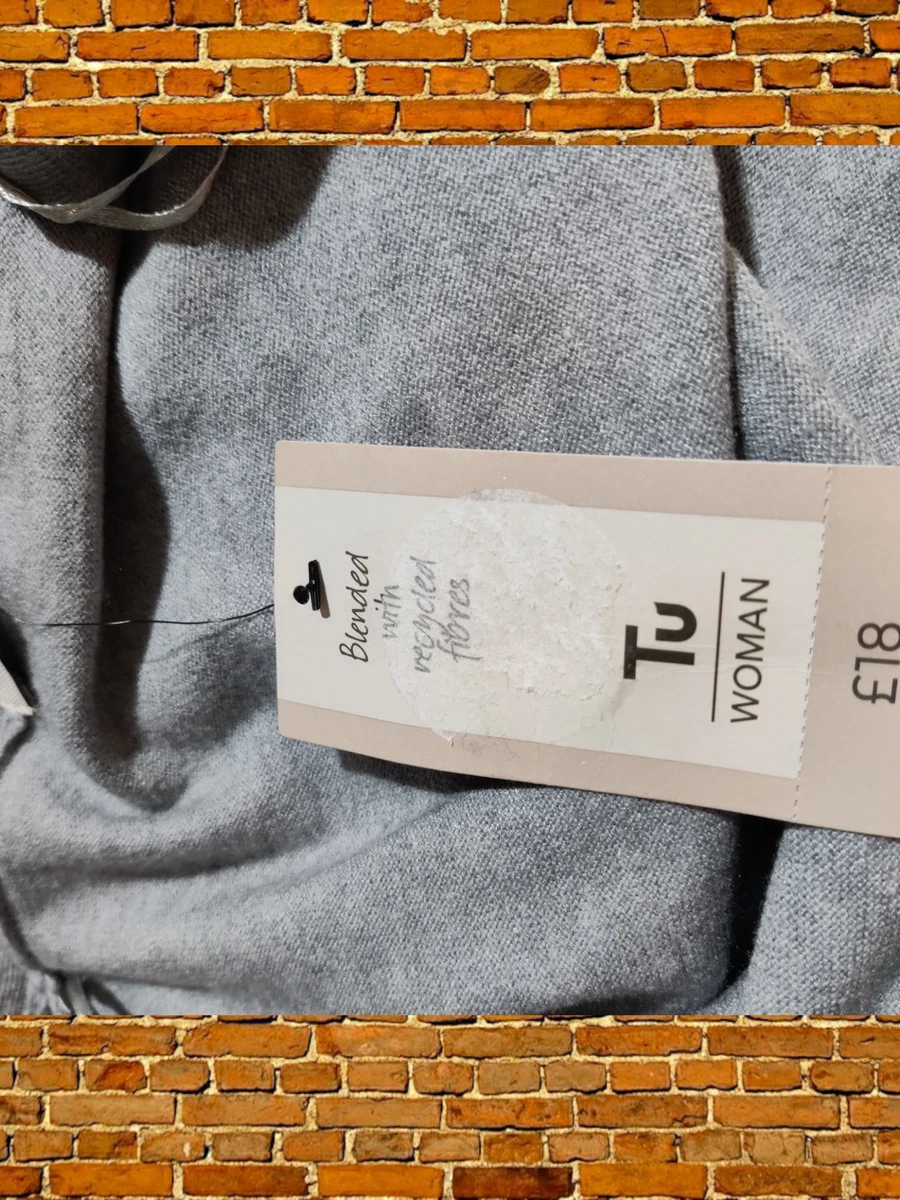 Blended
with
recycled
fibres
Tu
WOMAN
£18